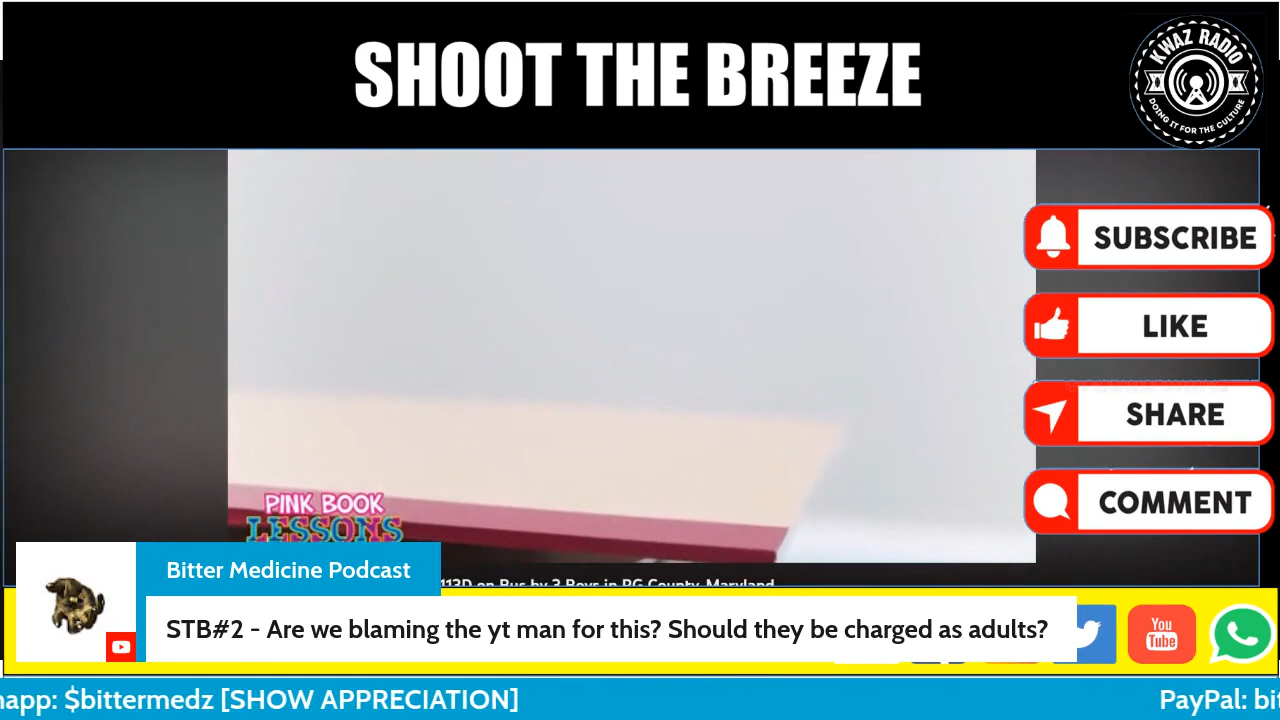 SHOOT THE BREEZE
KWAZ RADIO
DOING IT FOR THE CULTURE
SUBSCRIBE
LIKE
SHARE
COMMENT
PINK BOOK
LESSONS
on Bus by 3 Boys in PG County, Maryland
Bitter Medicine Podcast
STB#2 - Are we blaming the yt man for this? Should they be charged as adults?
You
Tube
app: $bittermedz [SHOW APPRECIATION]
PayPal: